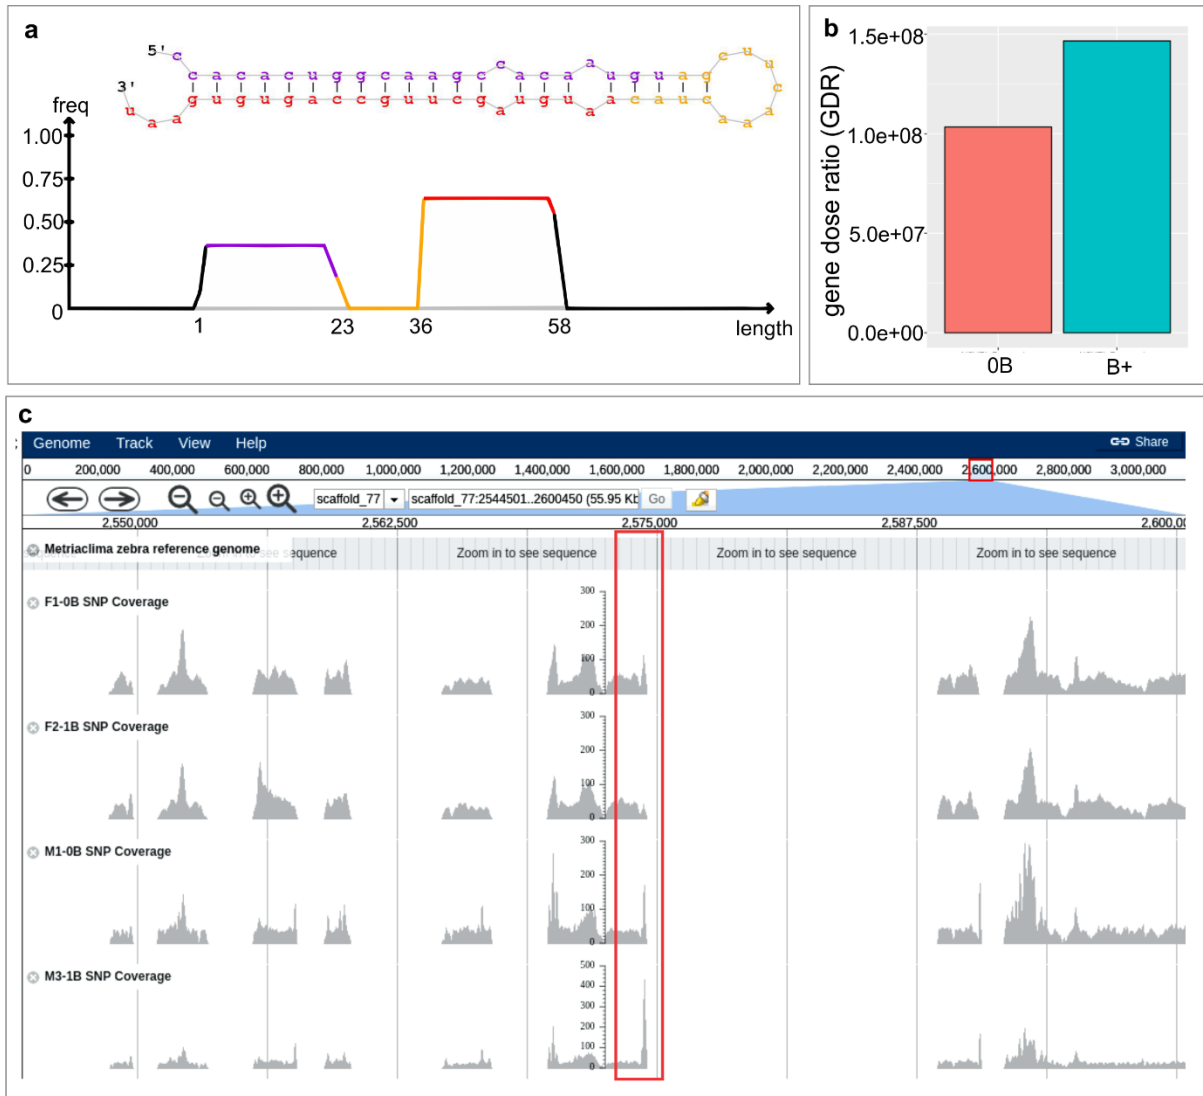 a
5'
c
c a c a c u g g c a a g c c a c a a u g u a g c u u c
3'
u a a g u g u g a c c g u u c g a u g u a a c a u c a a a
freq
1.00
0.75
0.50
0.25
0
1 23 36 58 length
b
gene dose ratio (GDR)
1.5e+08
1.0e+08
5.0e+07
0.0e+00
0B B+
c
Genome Track View Help Share
0 200,000 400,000 600,000 800,000 1,000,000 1,200,000 1,400,000 1,600,000 1,800,000 2,000,000 2,200,000 2,400,000 2,600,000 2,800,000 3,000,000
scaffold_77 scaffold_77:2544501..2600450 (55.95 Kb Go
2,550,000 2,562,500 2,575,000 2,587,500 2,600,0
Metriaclima zebra reference genome see sequence Zoom in to see sequence Zoom in to see sequence Zoom in to see sequence
F1-0B SNP Coverage
300
200
100
0
F2-1B SNP Coverage
300
200
100
0
M1-0B SNP Coverage
300
200
100
0
M3-1B SNP Coverage
500
400
300
200
100
0